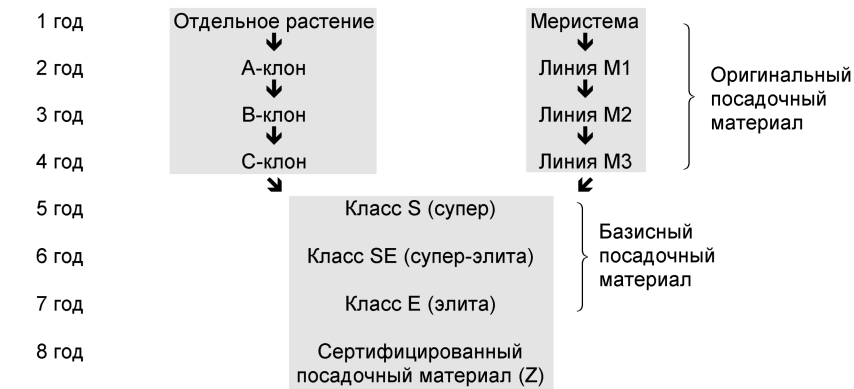 1 год Отдельное растение Меристема
2 год А-клон Линия М1
3 год В-клон Линия М2
4 год С-клон Линия М3
Оригинальный
посадочный
материал
5 год Класс S (супер)
6 год Класс SE (супер-элита)
7 год Класс E (элита)
Базисный
посадочный
материал
8 год Сертифицированный
посадочный материал (Z)